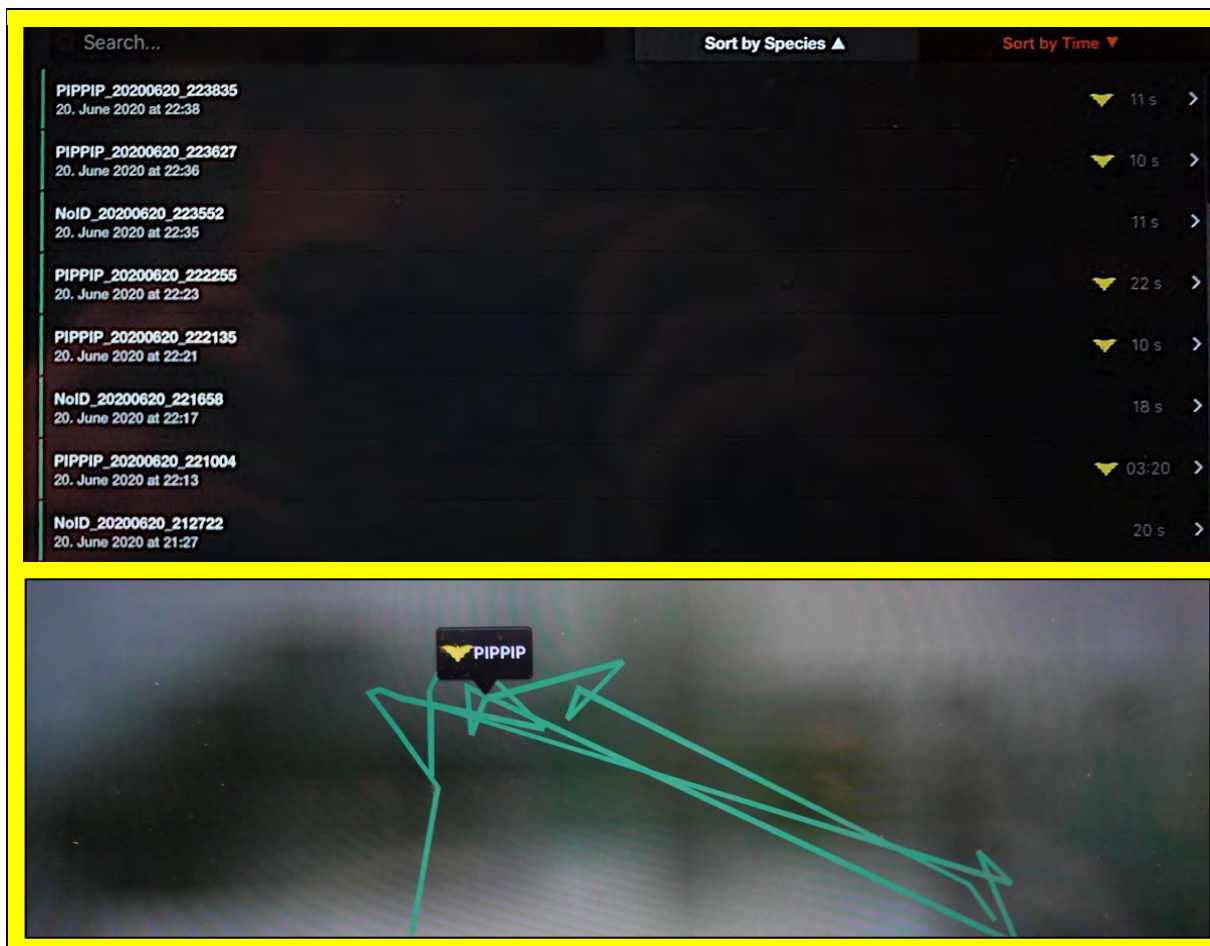 Search...
Sort by Species ▲
Sort by Time ▼
PIPPIP_20200620_223835
20. June 2020 at 22:38
11 s
PIPPIP_20200620_223627
20. June 2020 at 22:36
10 s
NoID_20200620_223552
20. June 2020 at 22:35
11 s
PIPPIP_20200620_222255
20. June 2020 at 22:23
22 s
PIPPIP_20200620_222135
20. June 2020 at 22:21
10 s
NoID_20200620_221658
20. June 2020 at 22:17
18 s
PIPPIP_20200620_221004
20. June 2020 at 22:13
03:20
NoID_20200620_212722
20. June 2020 at 21:27
20 s
PIPPIP